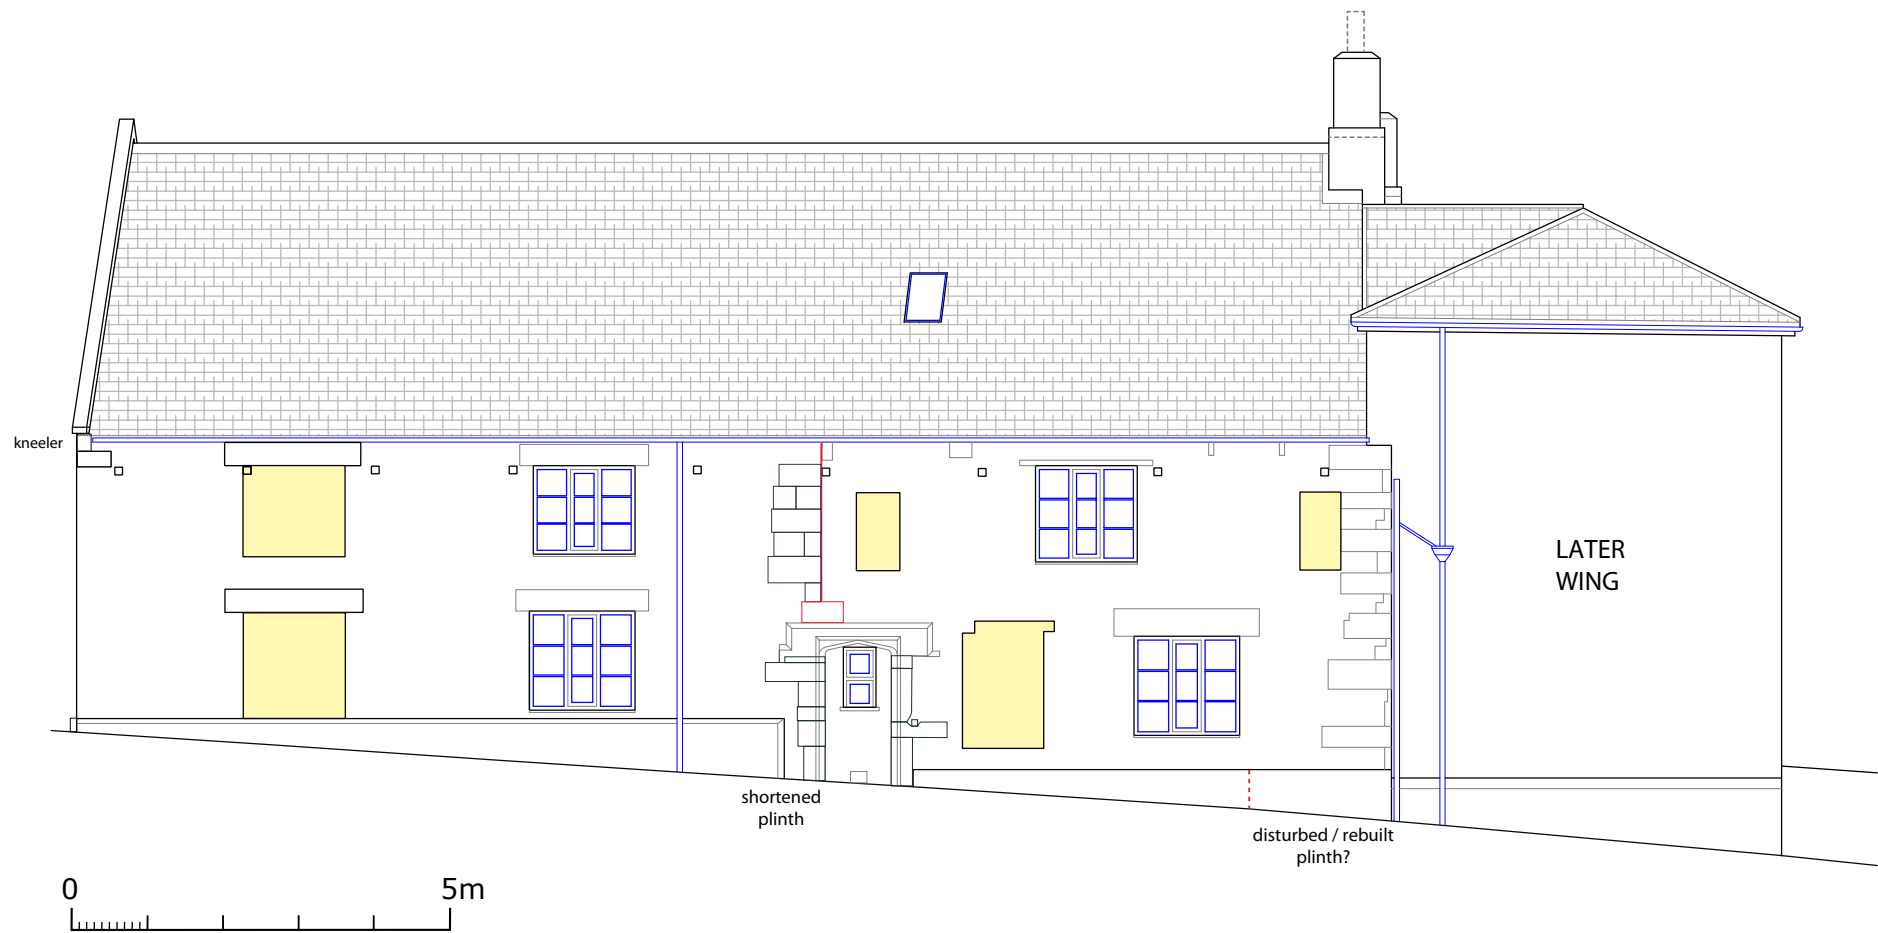 kneeler
LATER
WING
shortened
plinth
disturbed / rebuilt
plinth?
0 5m